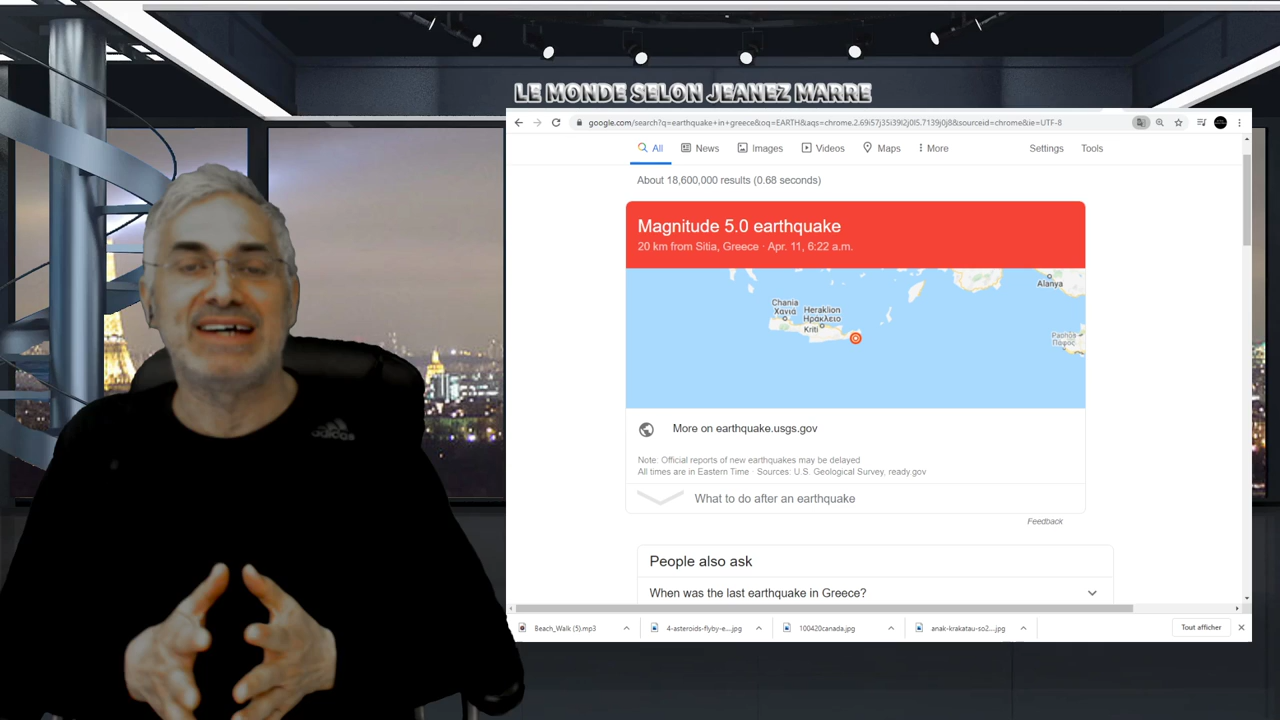 LE MONDE SELON JEANEZ MARRE
google.com/search?q=earthquake+in+greece&oq=EARTH&aqs=chrome.2.69i57j35i39l2j0l5.7139j0j8&sourceid=chrome&ie=UTF-8
All News Images Videos Maps More Settings Tools
About 18,600,000 results (0.68 seconds)
Magnitude 5.0 earthquake
20 km from Sitia, Greece · Apr. 11, 6:22 a.m.
Alanya
Chania
Χανιά
Heraklion
Ηράκλειο
Kriti
Paphos
Πάφος
More on earthquake.usgs.gov
Note: Official reports of new earthquakes may be delayed
All times are in Eastern Time · Sources: U.S. Geological Survey, ready.gov
What to do after an earthquake
Feedback
People also ask
When was the last earthquake in Greece?
adidas
Beach_Walk (5).mp3 4-asteroids-flyby-e....jpg 100420canada.jpg anak-krakatau-so2....jpg Tout afficher